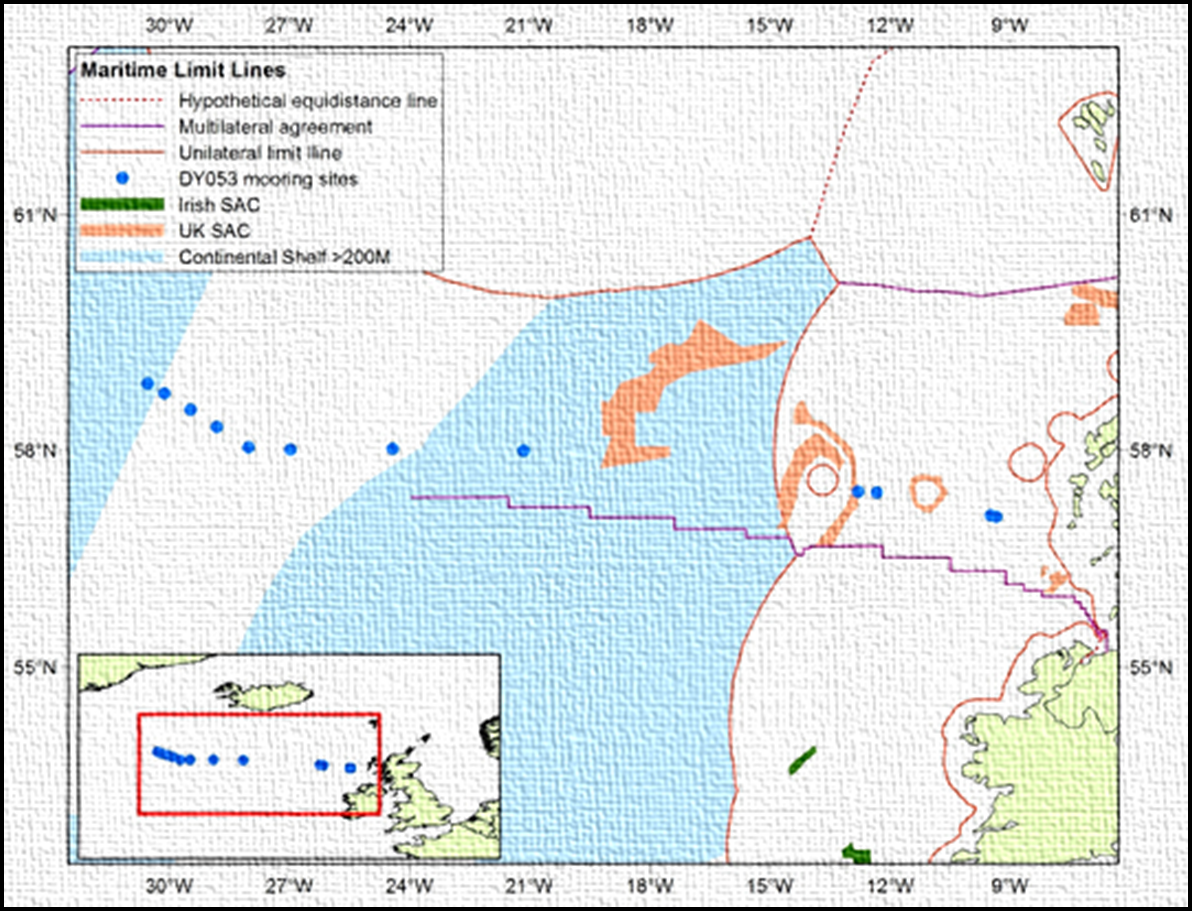 30°W 27°W 24°W 21°W 18°W 15°W 12°W 9°W
Maritime Limit Lines
Hypothetical equidistance line
Multilateral agreement
Unilateral limit lline
DY053 mooring sites
Irish SAC
61°N 61°N
UK SAC
Continental Shelf >200M
58°N 58°N
55°N 55°N
30°W 27°W 24°W 21°W 18°W 15°W 12°W 9°W